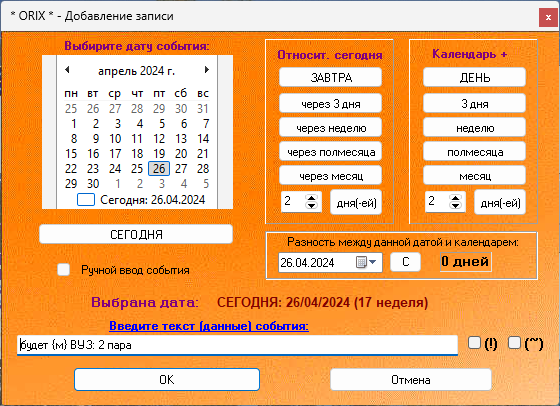 * ORIX * - Добавление записи
x
Выбирите дату события:
апрель 2024 г.
пн вт ср чт пт сб вс
25 26 27 28 29 30 31
1 2 3 4 5 6 7
8 9 10 11 12 13 14
15 16 17 18 19 20 21
22 23 24 25 26 27 28
29 30 1 2 3 4 5
Сегодня: 26.04.2024
СЕГОДНЯ
Ручной ввод события
Относит. сегодня
ЗАВТРА
через 3 дня
через неделю
через полмесяца
через месяц
2 дня(-ей)
Календарь +
ДЕНЬ
3 дня
неделю
полмесяца
месяц
2 дня(-ей)
Разность между данной датой и календарем:
26.04.2024 С 0 дней
Выбрана дата: СЕГОДНЯ: 26/04/2024 (17 неделя)
Введите текст (данные) события:
будет {м} ВУЗ: 2 пара (!) (~)
OK Отмена